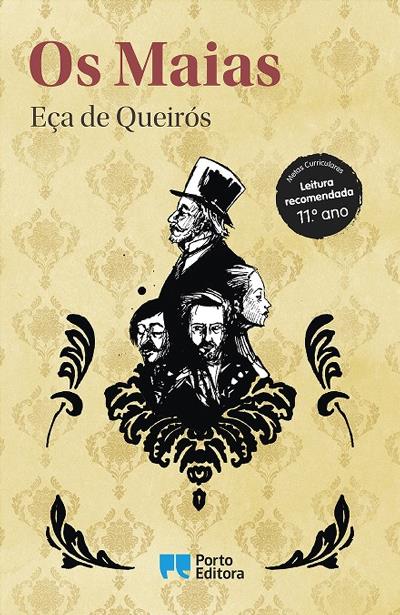 Os Maias
Eça de Queirós
Metas Curriculares
Leitura
recomendada
11.º ano
Porto
Editora